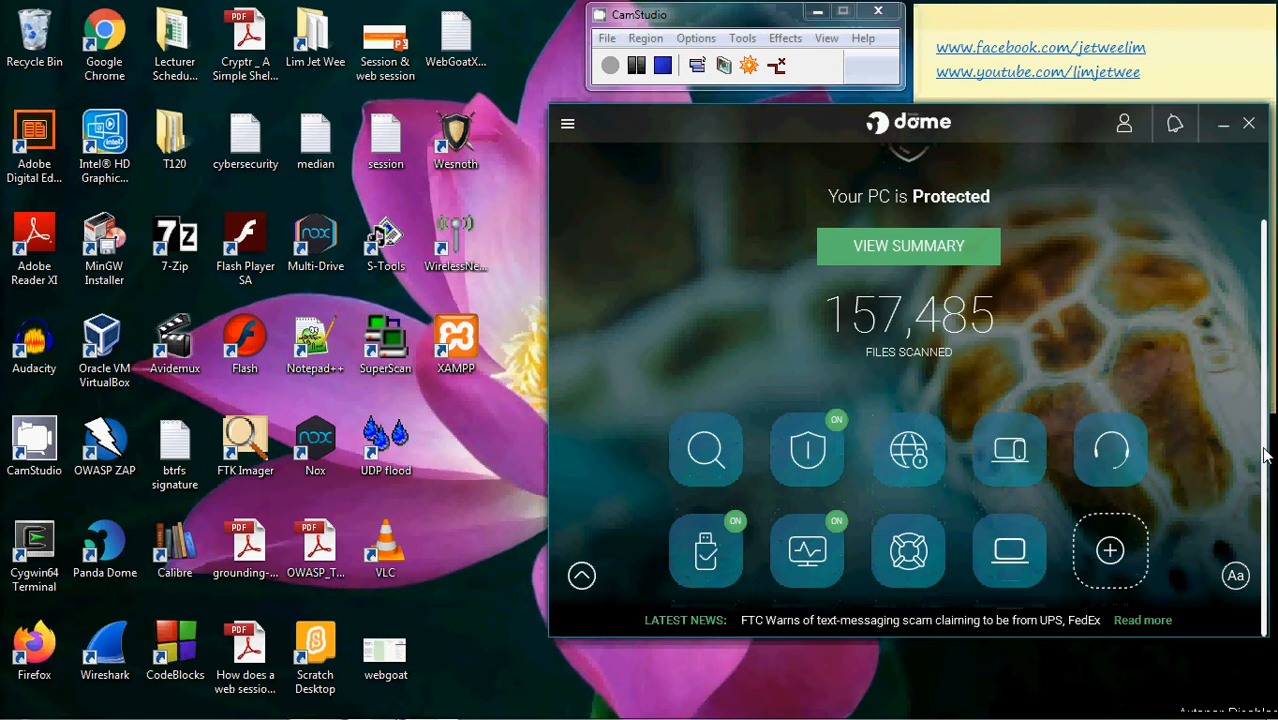 Recycle Bin
Google
Chrome
Lecturer
Schedu...
Cryptr _ A
Simple Shel...
Lim Jet Wee
Session &
web session
WebGoatX...
Adobe
Digital Ed...
Intel® HD
Graphic...
T120
cybersecurity
median
session
Wesnoth
Adobe
Reader XI
MinGW
Installer
7-Zip
Flash Player
SA
Multi-Drive
S-Tools
WirelessNe...
Audacity
Oracle VM
VirtualBox
Avidemux
Flash
Notepad++
SuperScan
XAMPP
CamStudio
OWASP ZAP
btrfs
signature
FTK Imager
Nox
UDP flood
Cygwin64
Terminal
Panda Dome
Calibre
grounding-...
OWASP_T...
VLC
Firefox
Wireshark
CodeBlocks
How does a
web sessio...
Scratch
Desktop
webgoat
CamStudio
File Region Options Tools Effects View Help
www.facebook.com/jetweelim
www.youtube.com/limjetwee
dome
Your PC is Protected
VIEW SUMMARY
157,485
FILES SCANNED
ON
ON
ON
Aa
LATEST NEWS: FTC Warns of text-messaging scam claiming to be from UPS, FedEx Read more